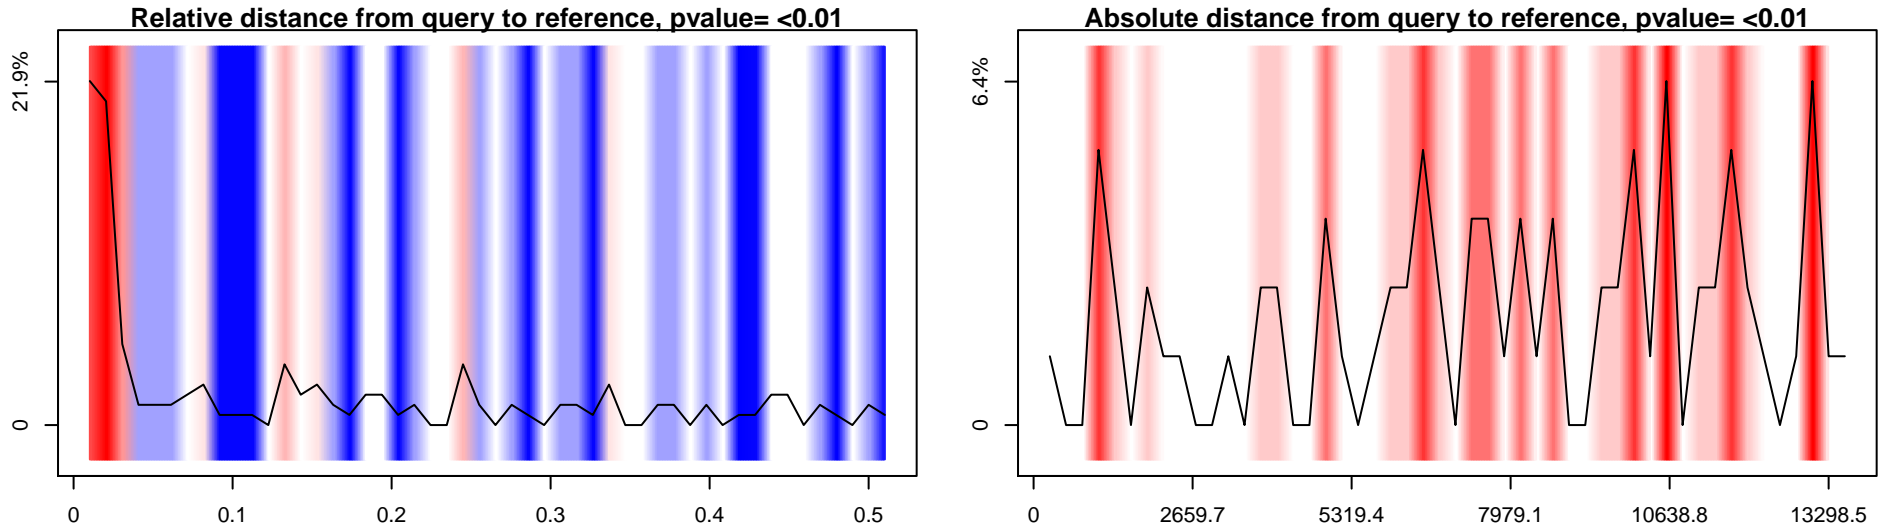 Relative distance from query to reference, pvalue= <0.01
21.9%
0
0 0.1 0.2 0.3 0.4 0.5
Absolute distance from query to reference, pvalue= <0.01
6.4%
0
0 2659.7 5319.4 7979.1 10638.8 13298.5